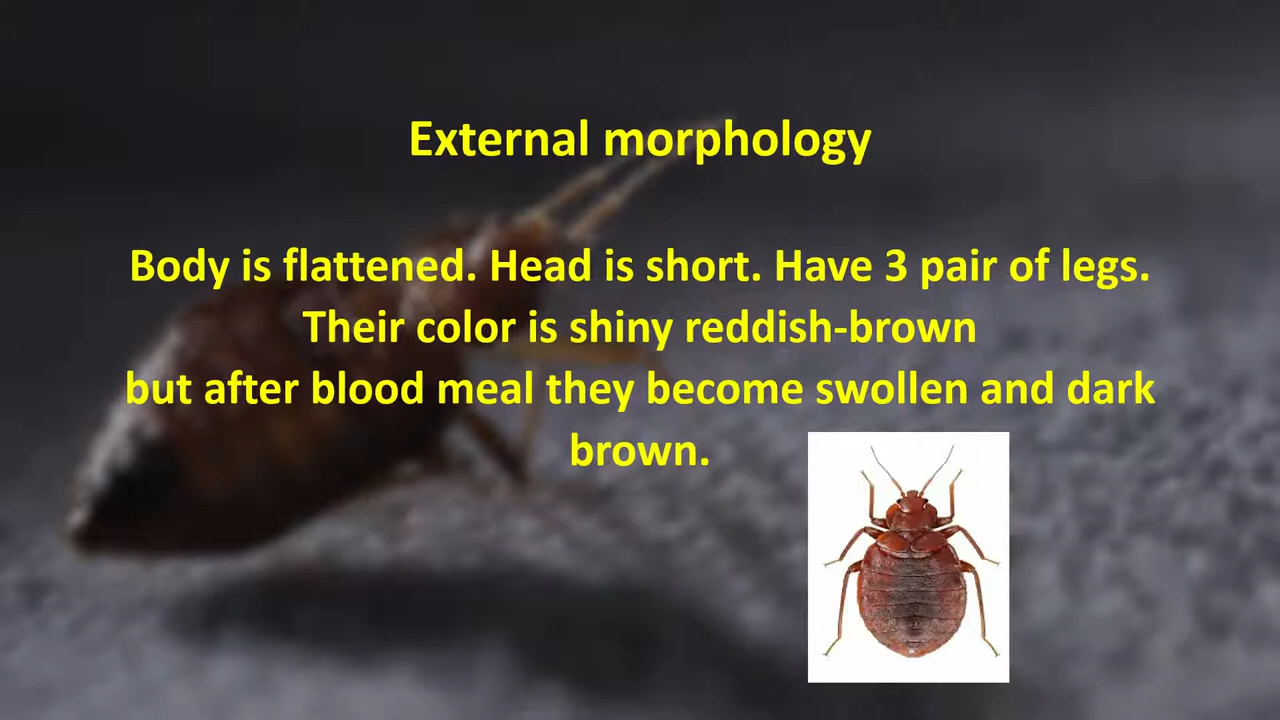 External morphology
Body is flattened. Head is short. Have 3 pair of legs.
Their color is shiny reddish-brown
but after blood meal they become swollen and dark
brown.